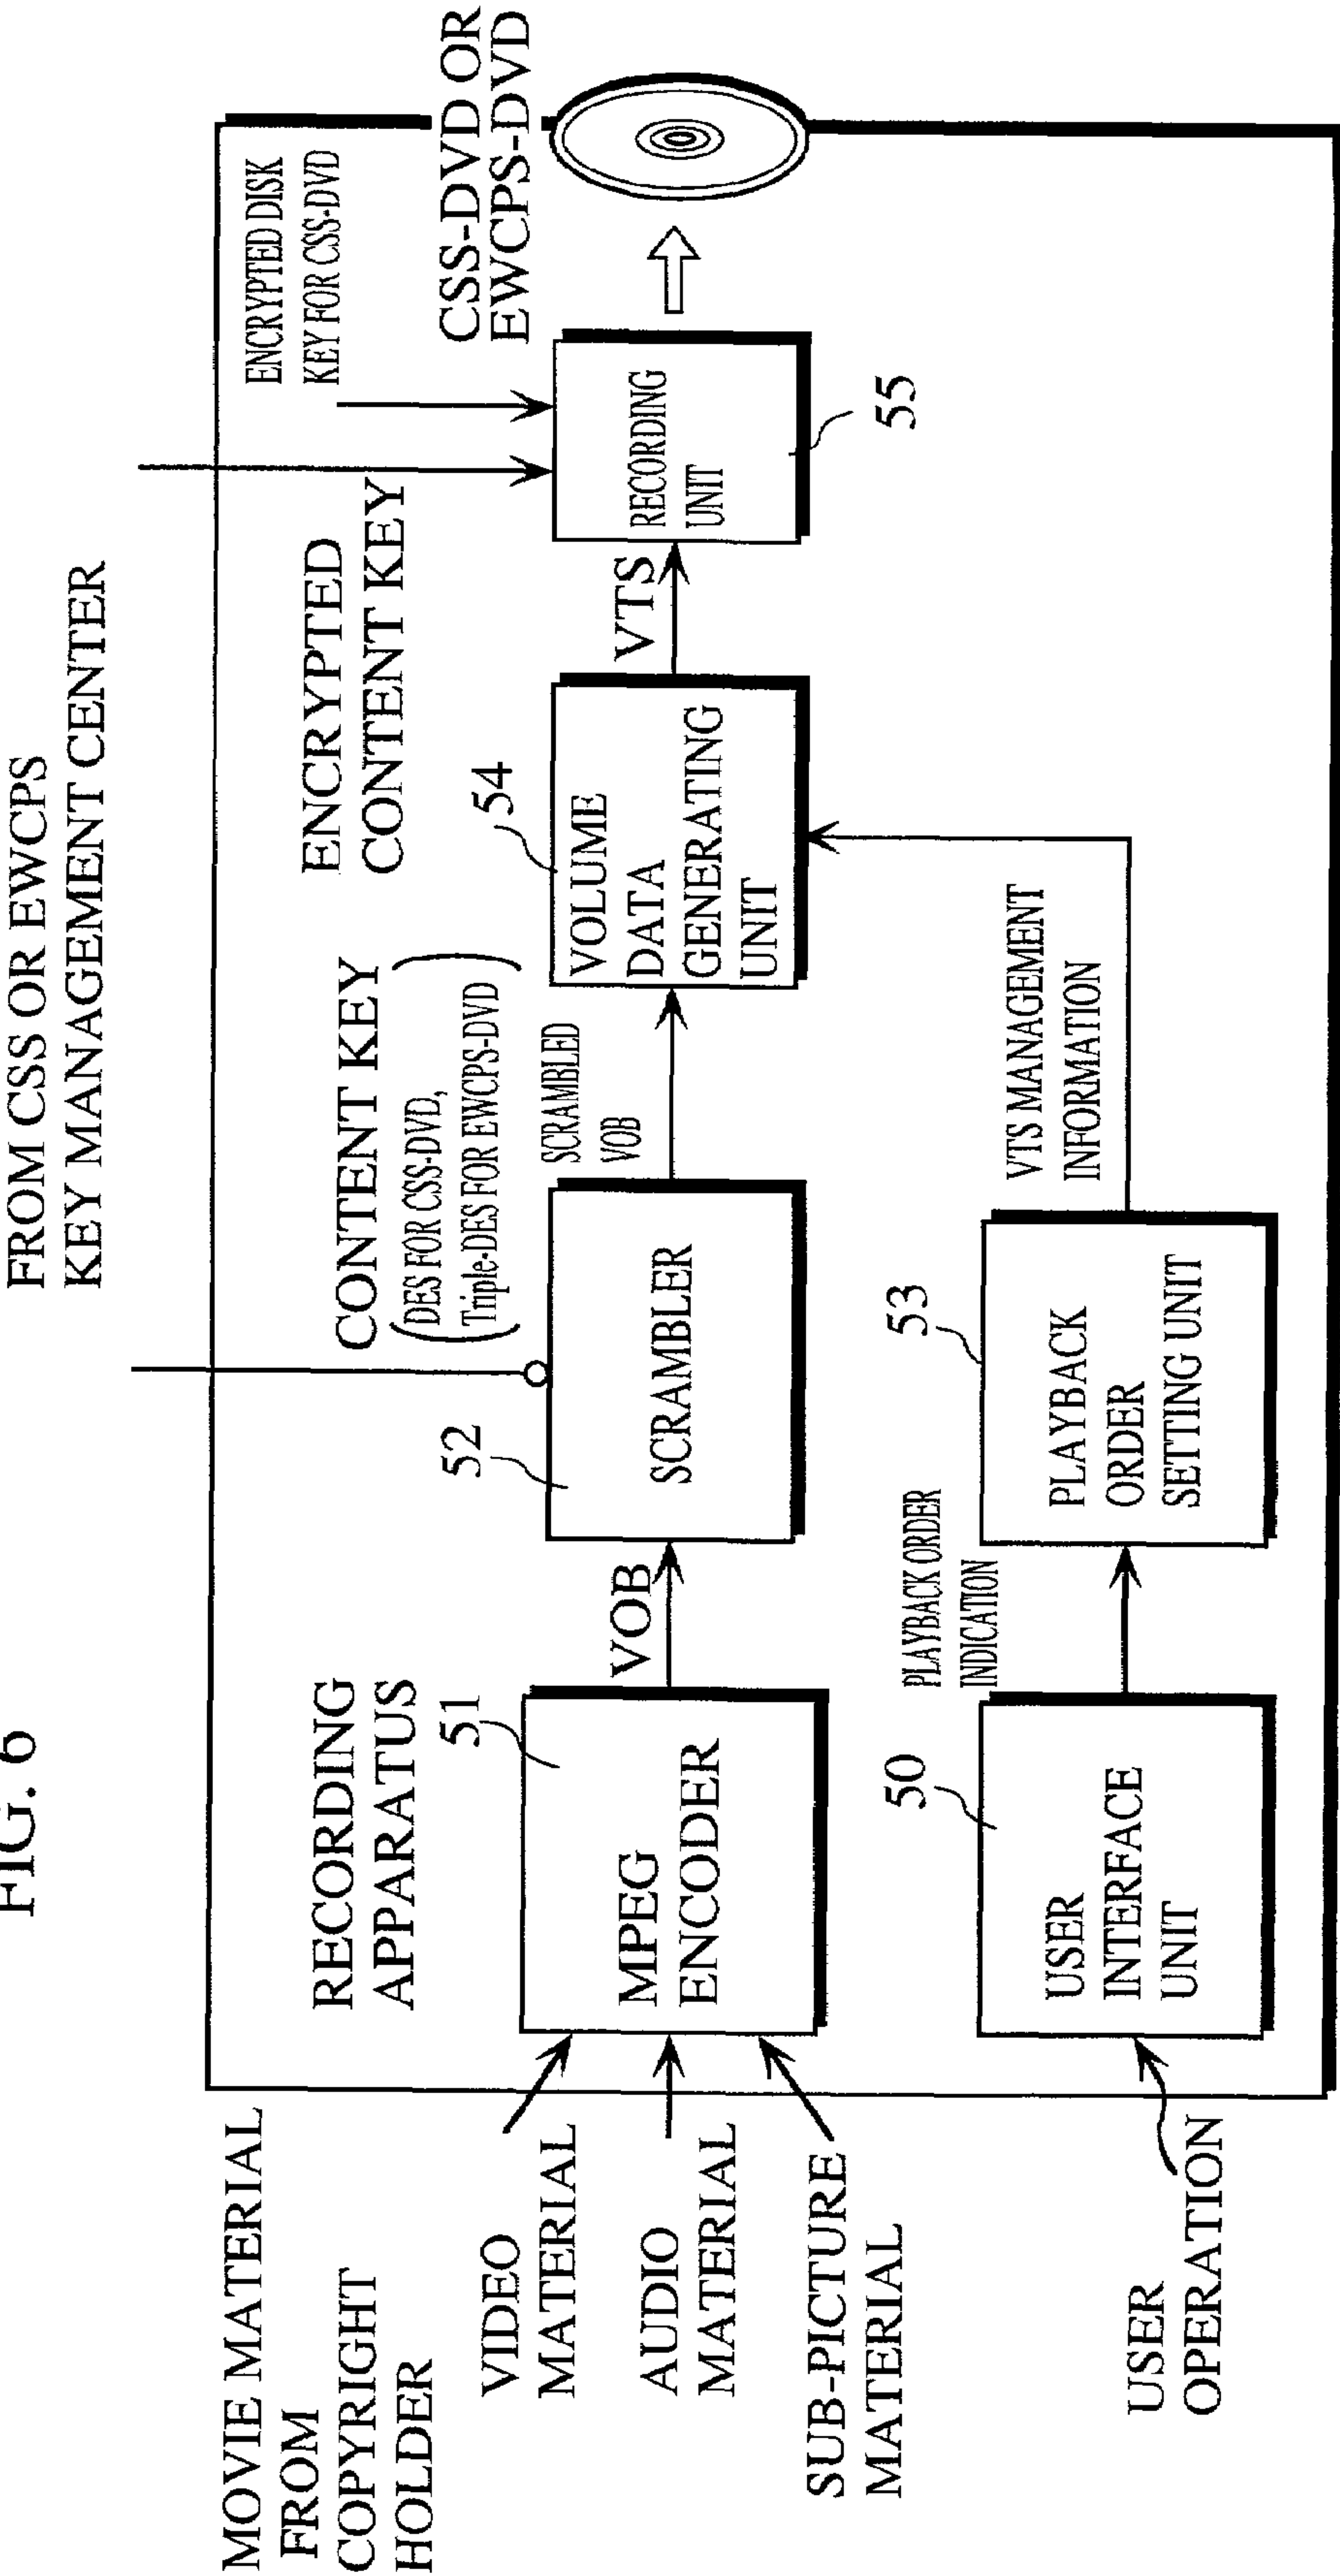 FIG. 6
FROM CSS OR EWCPS
KEY MANAGEMENT CENTER
MOVIE MATERIAL
FROM
COPYRIGHT
HOLDER
RECORDING
APPARATUS
VIDEO
MATERIAL
AUDIO
MATERIAL
SUB-PICTURE
MATERIAL
51
MPEG
ENCODER
VOB
52
SCRAMBLER
CONTENT KEY
(DES FOR CSS-DVD,
Triple-DES FOR EWCPS-DVD)
SCRAMBLED
VOB
54
VOLUME
DATA
GENERATING
UNIT
ENCRYPTED
CONTENT KEY
VTS
ENCRYPTED DISK
KEY FOR CSS-DVD
RECORDING
UNIT
55
CSS-DVD OR
EWCPS-DVD
USER
OPERATION
50
USER
INTERFACE
UNIT
PLAYBACK ORDER
INDICATION
53
PLAYBACK
ORDER
SETTING UNIT
VTS MANAGEMENT
INFORMATION